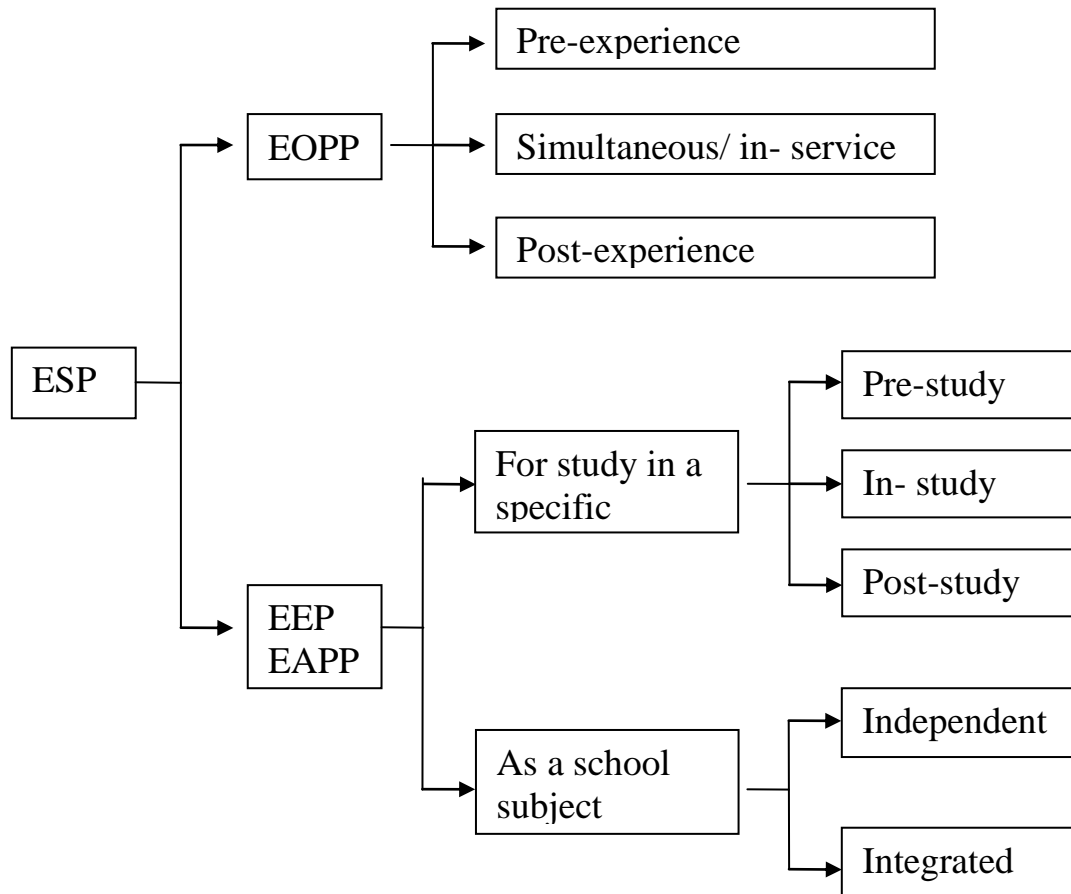 Pre-experience
EOPP
Simultaneous/ in- service
Post-experience
ESP
Pre-study
For study in a
specific
In- study
Post-study
EEP
EAPP
Independent
As a school
subject
Integrated